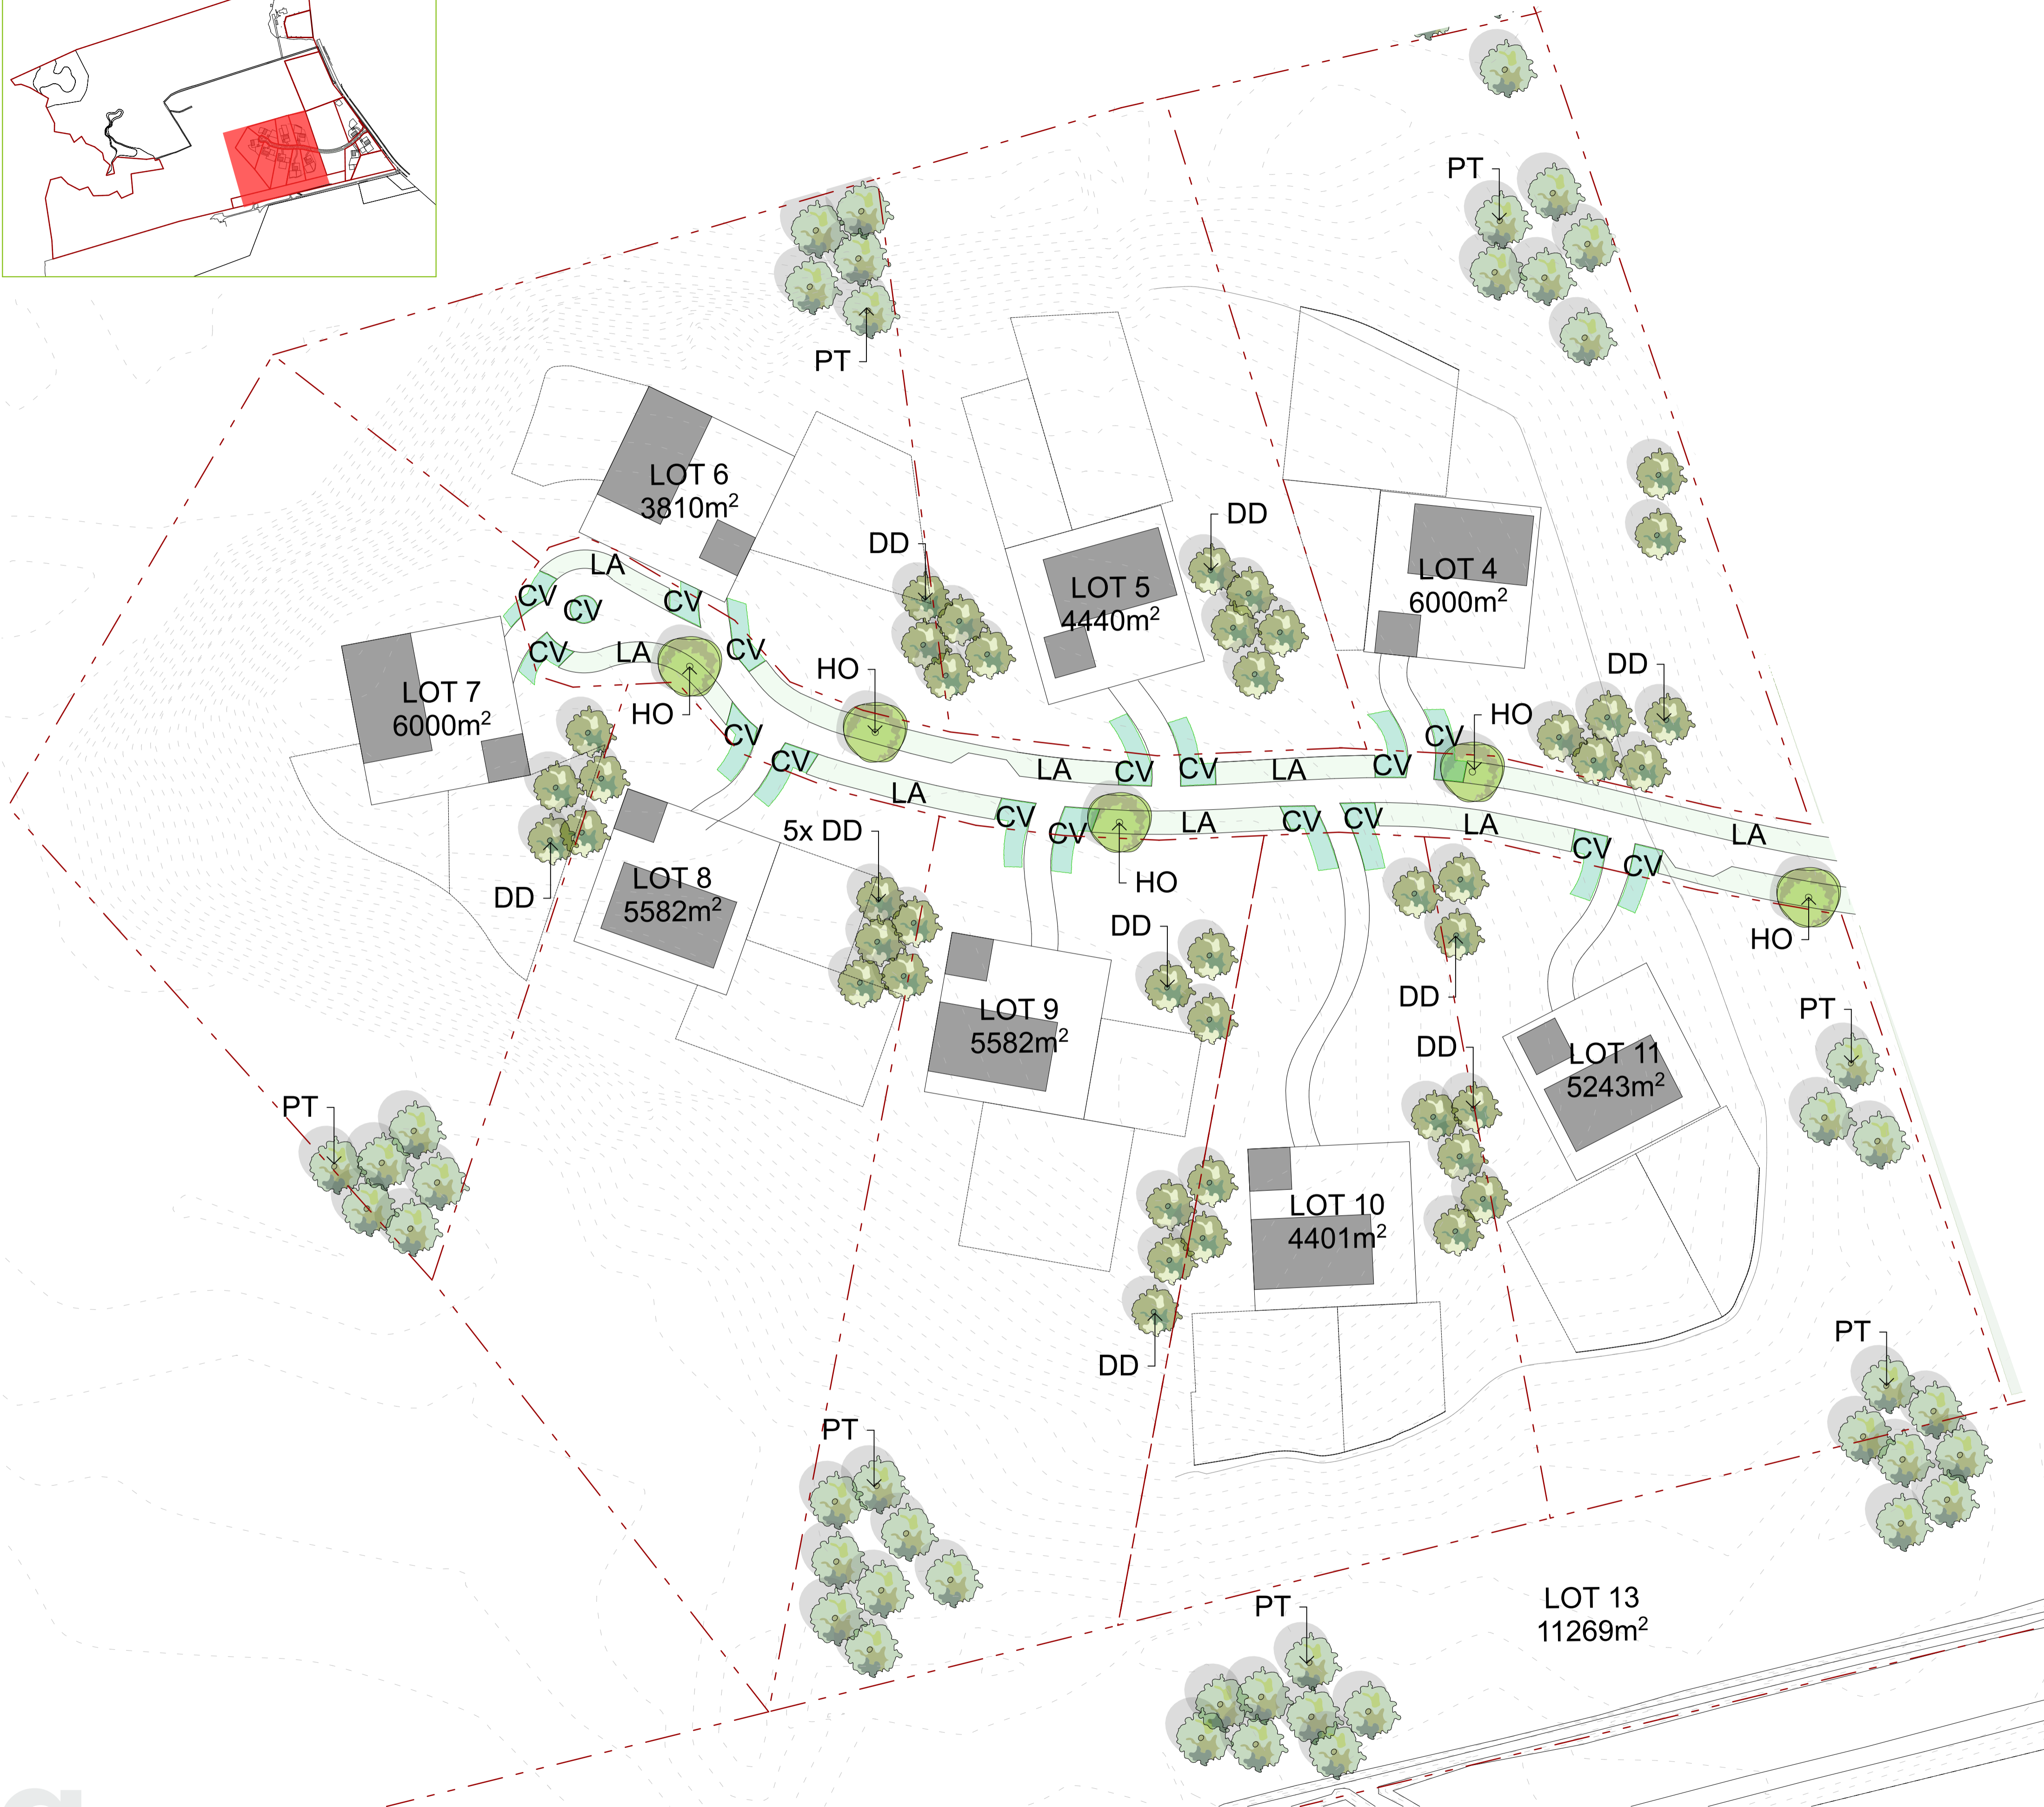 PT
PT
LOT 6
3810m²
DD
DD
LOT 5
4440m²
LOT 4
6000m²
LA
CV
CV
CV
CV
LA
CV
HO
HO
DD
LOT 7
6000m²
HO
CV
CV
CV
LA
CV
CV
LA
CV
LA
5x DD
CV
CV
LA
CV
CV
LA
LA
CV
CV
HO
LOT 8
5582m²
DD
DD
HO
DD
LOT 9
5582m²
PT
DD
LOT 11
5243m²
PT
LOT 10
4401m²
DD
PT
PT
LOT 13
11269m²
PT